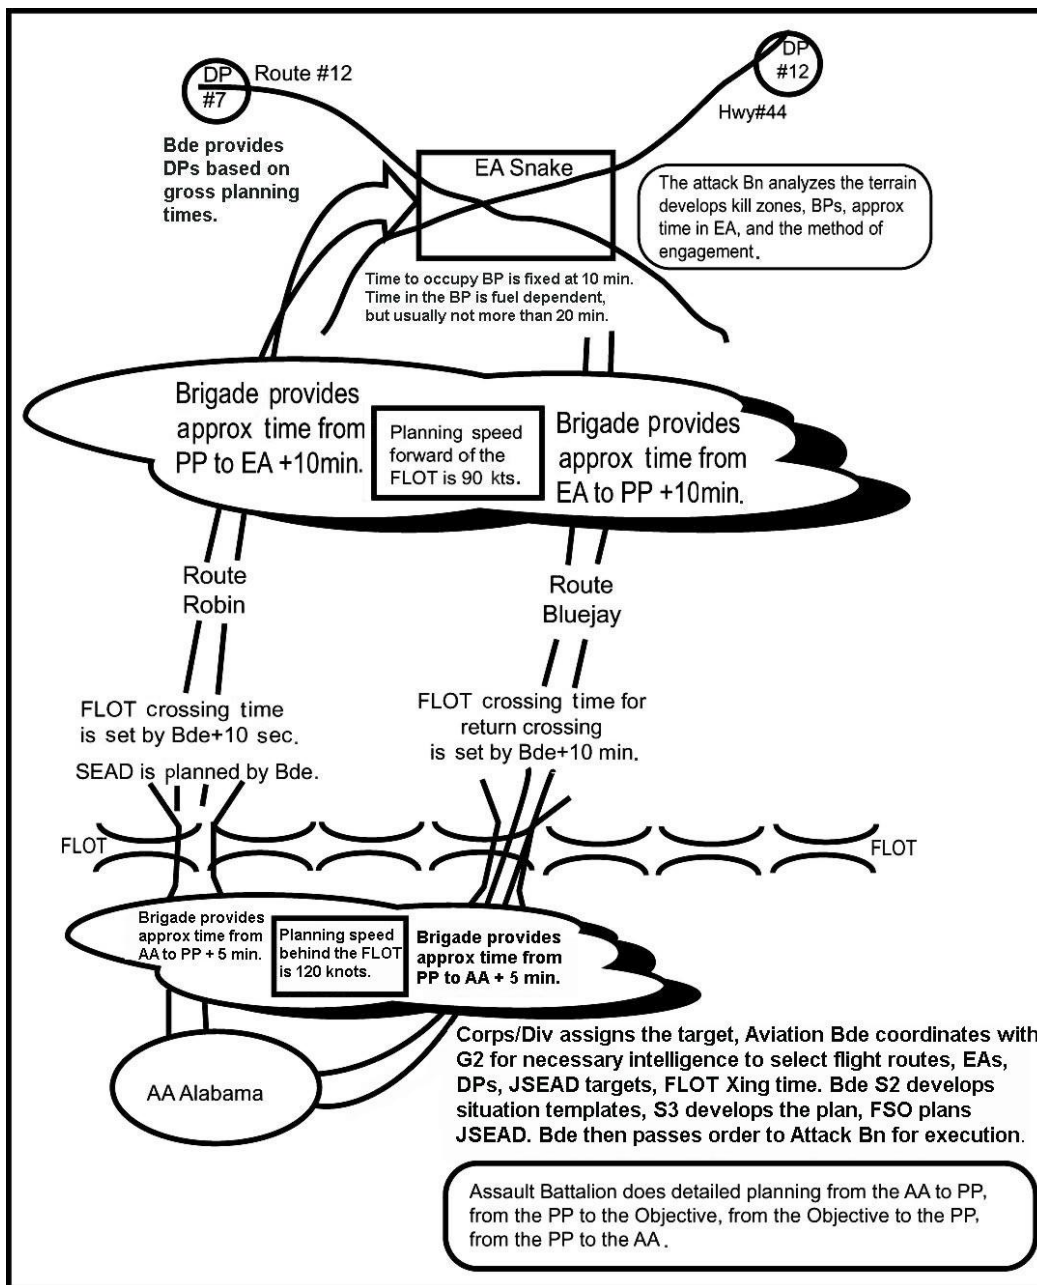 DP
#7
Route #12
DP
#12
Hwy#44
Bde provides
DPs based on
gross planning
times.
EA Snake
The attack Bn analyzes the terrain
develops kill zones, BPs, approx
time in EA, and the method of
engagement.
Time to occupy BP is fixed at 10 min.
Time in the BP is fuel dependent,
but usually not more than 20 min.
Brigade provides
approx time from
PP to EA +10min.
Planning speed
forward of the
FLOT is 90 kts.
Brigade provides
approx time from
EA to PP +10min.
Route
Robin
Route
Bluejay
FLOT crossing time
is set by Bde+10 sec.
SEAD is planned by Bde.
FLOT crossing time for
return crossing
is set by Bde+10 min.
FLOT
FLOT
Brigade provides
approx time from
AA to PP + 5 min.
Planning speed
behind the FLOT
is 120 knots.
Brigade provides
approx time from
PP to AA + 5 min.
AA Alabama
Corps/Div assigns the target, Aviation Bde coordinates with
G2 for necessary intelligence to select flight routes, EAs,
DPs, JSEAD targets, FLOT Xing time. Bde S2 develops
situation templates, S3 develops the plan, FSO plans
JSEAD. Bde then passes order to Attack Bn for execution.
Assault Battalion does detailed planning from the AA to PP,
from the PP to the Objective, from the Objective to the PP,
from the PP to the AA.